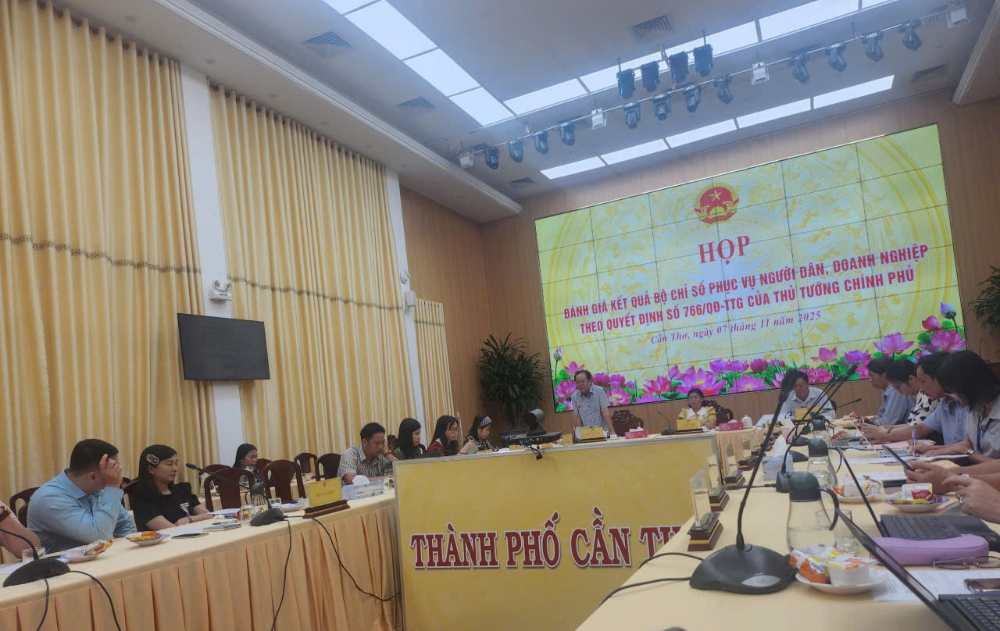 HỌP
ĐÁNH GIÁ KẾT QUẢ BỘ CHỈ SỐ PHỤC VỤ NGƯỜI DÂN, DOANH NGHIỆP
THEO QUYẾT ĐỊNH SỐ 766/QĐ-TTG CỦA THỦ TƯỚNG CHÍNH PHỦ
Cần Thơ, ngày 07 tháng 11 năm 2025
THÀNH PHỐ CẦN